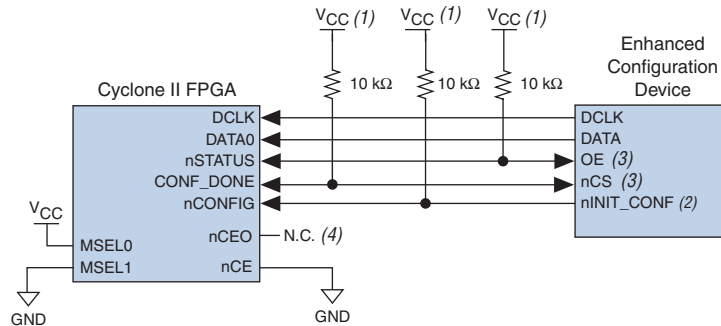 VCC (1)
VCC (1)
VCC (1)
10 kΩ
10 kΩ
10 kΩ
Enhanced
Configuration
Device
Cyclone II FPGA
DCLK
DATA0
nSTATUS
CONF_DONE
nCONFIG
nCEO
N.C. (4)
nCE
GND
VCC
MSEL0
MSEL1
GND
DCLK
DATA
OE (3)
nCS (3)
nINIT_CONF (2)